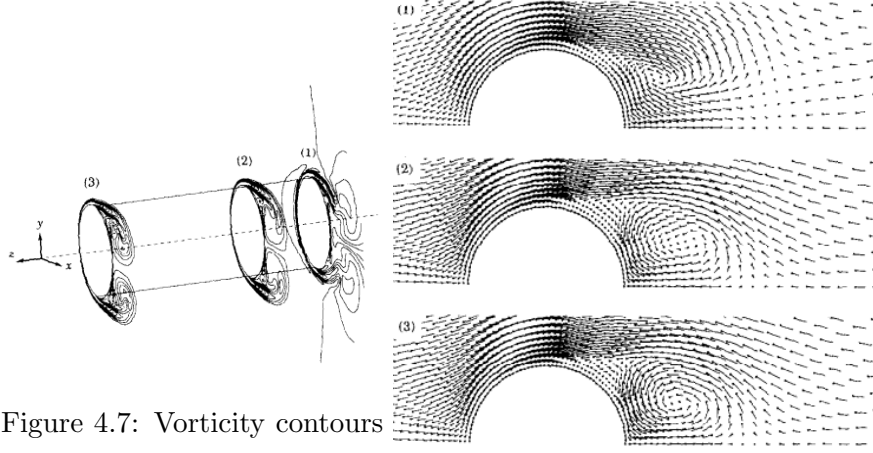 (1)
(2)
(3)
y
z
x
Figure 4.7: Vorticity contours
(1)
(2)
(3)